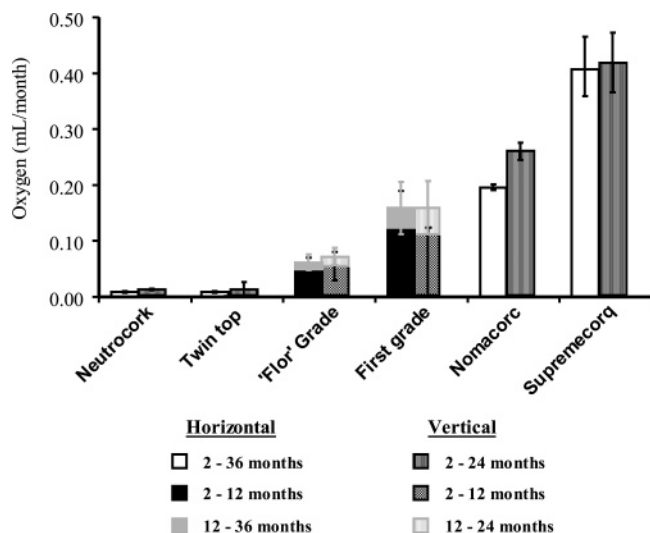 0.50
0.40
0.30
0.20
0.10
0.00
Oxygen (mL/month)
Neutrocork
Twin top
'Flor' Grade
First grade
Nomacorc
Supremecorq
Horizontal
Vertical
2 - 36 months
2 - 24 months
2 - 12 months
2 - 12 months
12 - 36 months
12 - 24 months